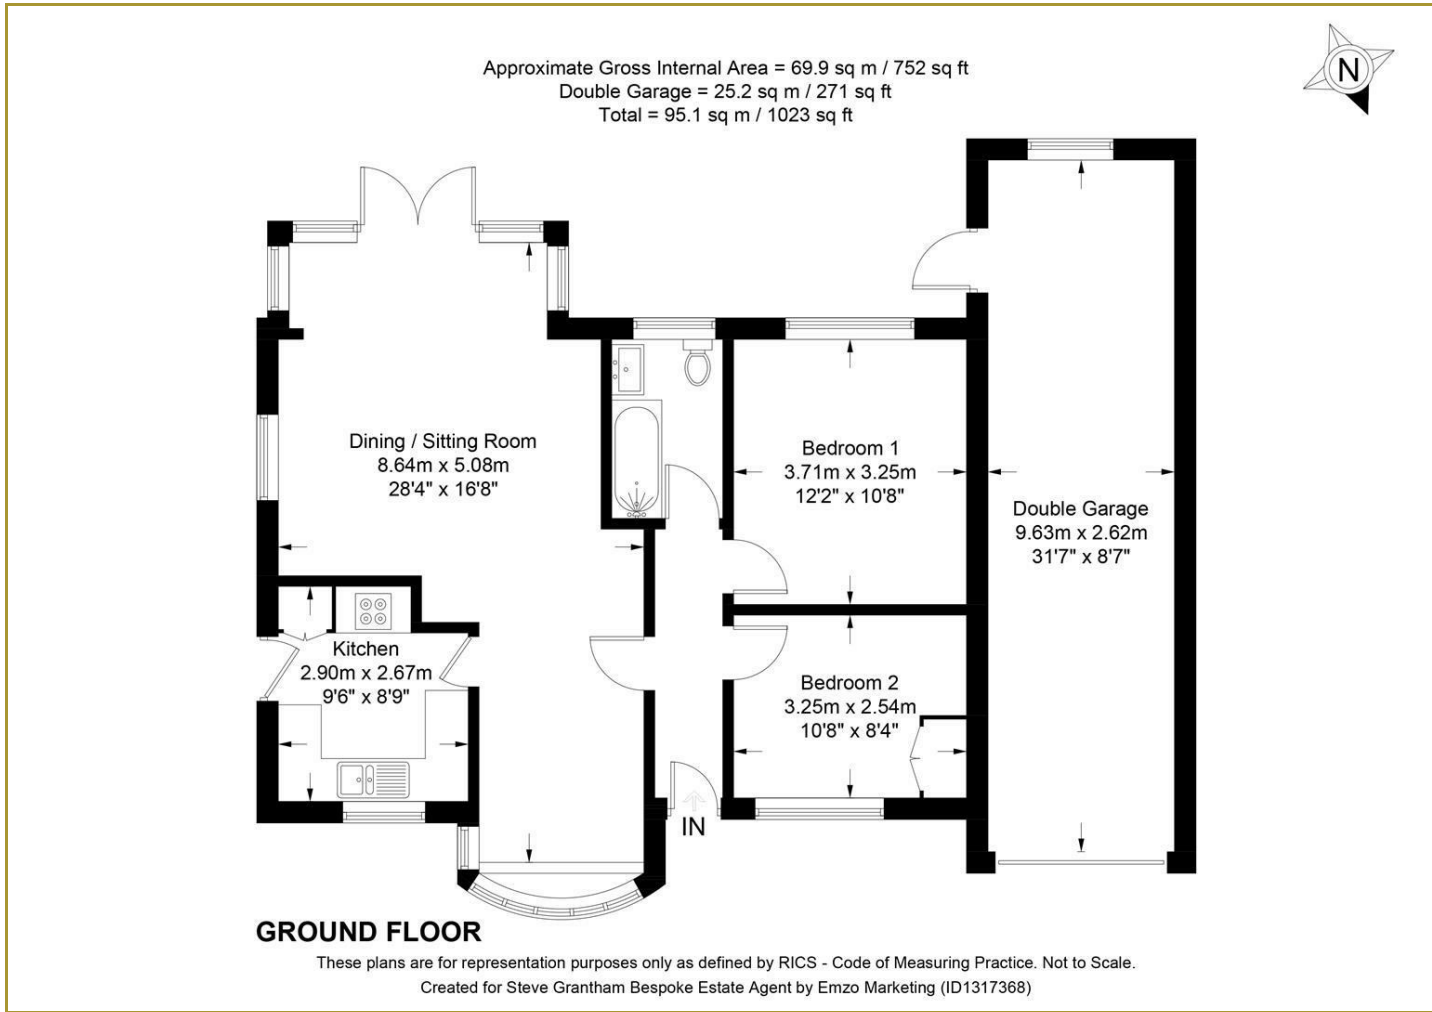 Approximate Gross Internal Area = 69.9 sq m / 752 sq ft
Double Garage = 25.2 sq m / 271 sq ft
Total = 95.1 sq m / 1023 sq ft
N
Dining / Sitting Room
8.64m x 5.08m
28'4" x 16'8"
Bedroom 1
3.71m x 3.25m
12'2" x 10'8"
Double Garage
9.63m x 2.62m
31'7" x 8'7"
Kitchen
2.90m x 2.67m
9'6" x 8'9"
Bedroom 2
3.25m x 2.54m
10'8" x 8'4"
IN
GROUND FLOOR
These plans are for representation purposes only as defined by RICS - Code of Measuring Practice. Not to Scale.
Created for Steve Grantham Bespoke Estate Agent by Emzo Marketing (ID1317368)